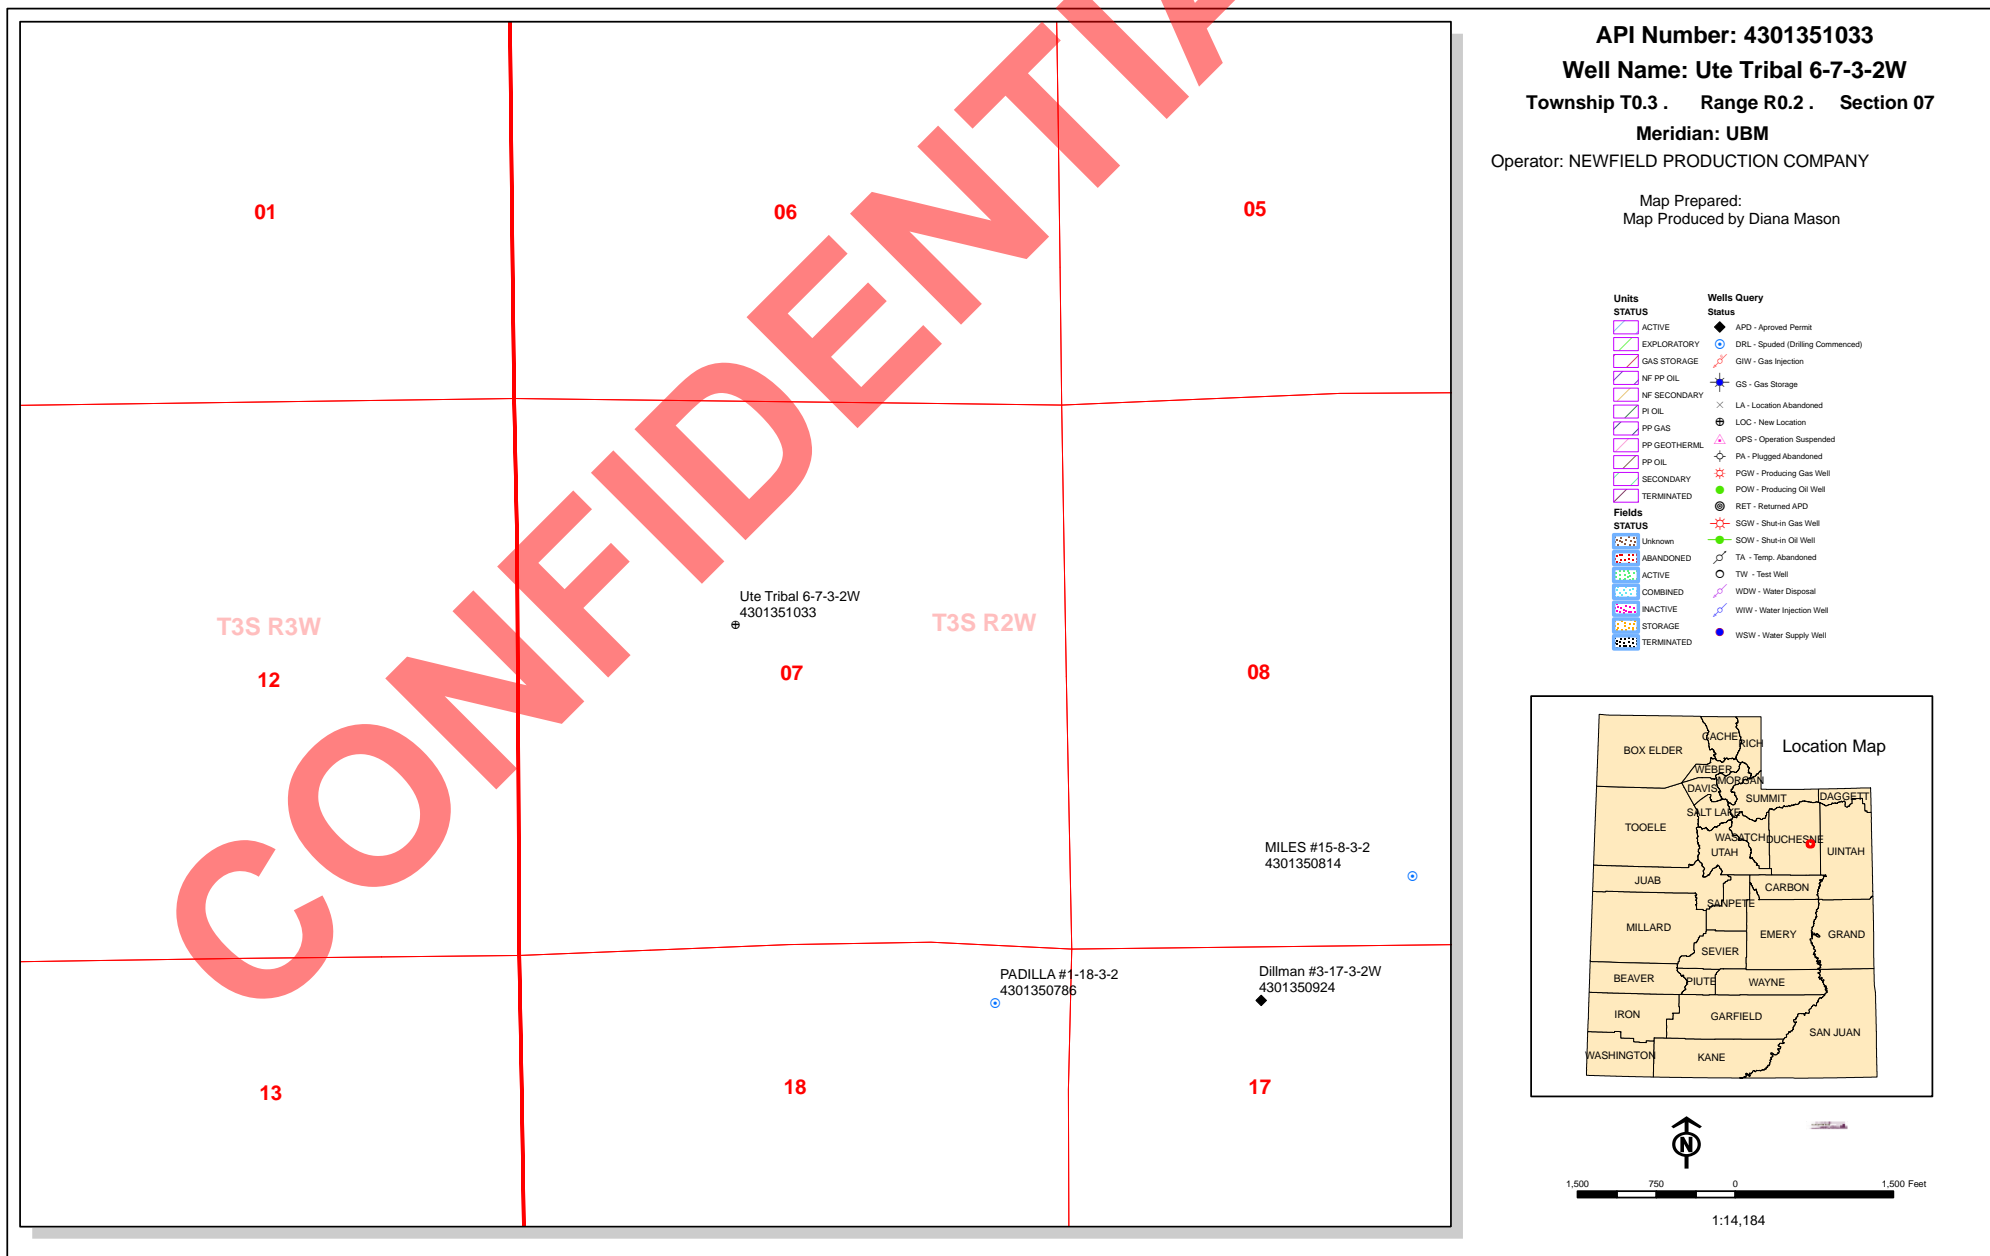 API Number: 4301351033
Well Name: Ute Tribal 6-7-3-2W
Township T0.3 . Range R0.2 . Section 07
Meridian: UBM
Operator: NEWFIELD PRODUCTION COMPANY
Map Prepared:
Map Produced by Diana Mason
CONFIDENTIA
01
06
05
Ute Tribal 6-7-3-2W
4301351033
T3S R3W
T3S R2W
12
07
08
MILES #15-8-3-2
4301350814
PADILLA #1-18-3-2
4301350786
Dillman #3-17-3-2W
4301350924
13
18
17
Units
STATUS
ACTIVE
EXPLORATORY
GAS STORAGE
NF PP OIL
NF SECONDARY
PI OIL
PP GAS
PP GEOTHERML
PP OIL
SECONDARY
TERMINATED
Fields
STATUS
Unknown
ABANDONED
ACTIVE
COMBINED
INACTIVE
STORAGE
TERMINATED
Wells Query
Status
APD - Aproved Permit
DRL - Spuded (Drilling Commenced)
GIW - Gas Injection
GS - Gas Storage
LA - Location Abandoned
LOC - New Location
OPS - Operation Suspended
PA - Plugged Abandoned
PGW - Producing Gas Well
POW - Producing Oil Well
RET - Returned APD
SGW - Shut-in Gas Well
SOW - Shut-in Oil Well
TA - Temp. Abandoned
TW - Test Well
WDW - Water Disposal
WIW - Water Injection Well
WSW - Water Supply Well
Location Map
BOX ELDER
CACHE
RICH
WEBER
MORGAN
DAVIS
SUMMIT
DAGGETT
SALT LAKE
TOOELE
WASATCH
DUCHESNE
UTAH
UINTAH
JUAB
CARBON
SANPETE
MILLARD
EMERY
GRAND
SEVIER
BEAVER
PIUTE
WAYNE
IRON
GARFIELD
SAN JUAN
WASHINGTON
KANE
N
1,500 750 0 1,500 Feet
1:14,184